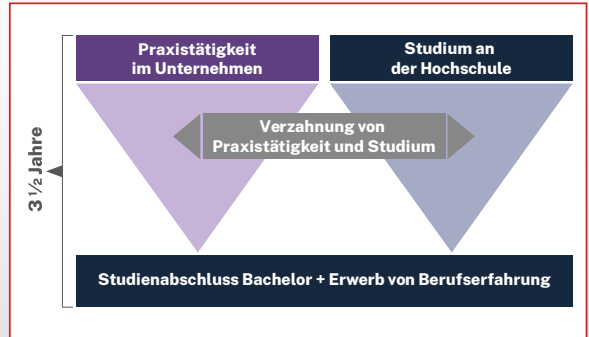 Praxistätigkeit
im Unternehmen
Studium an
der Hochschule
Verzahnung von
Praxistätigkeit und Studium
3 ½ Jahre
Studienabschluss Bachelor + Erwerb von Berufserfahrung